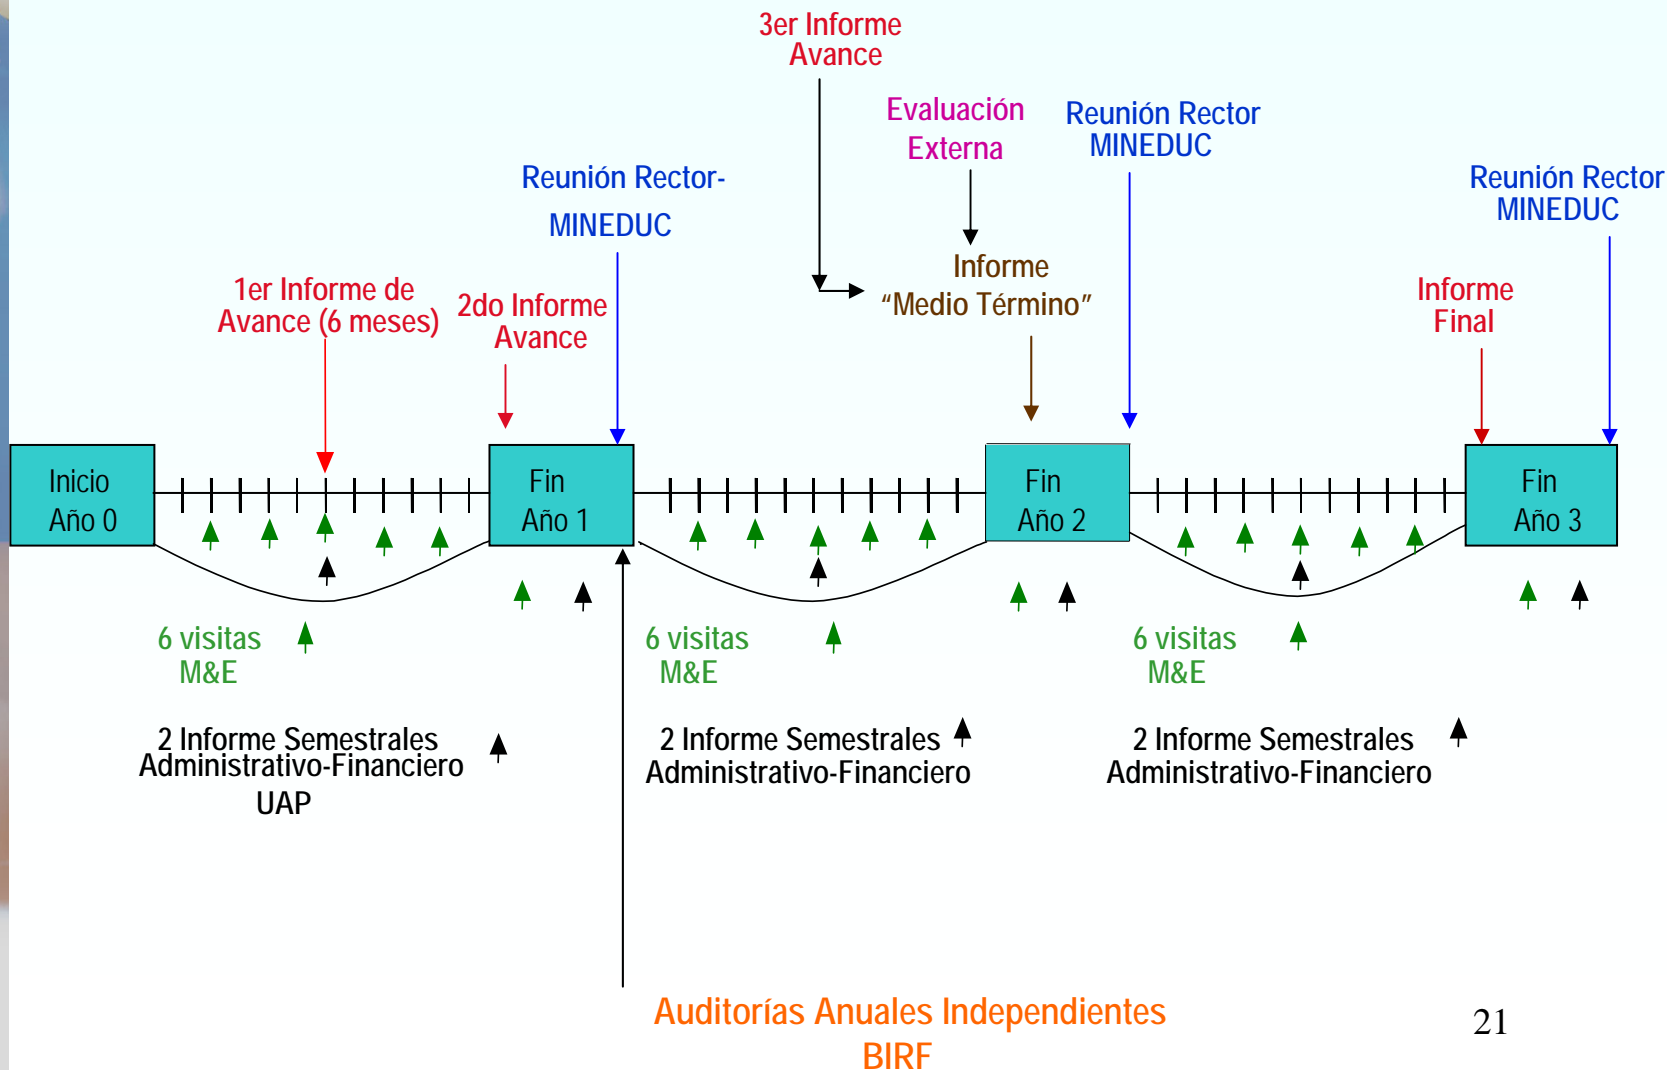 3er Informe
Avance
Evaluación
Externa
Reunión Rector
MINEDUC
Reunión Rector-
MINEDUC
Reunión Rector
MINEDUC
Informe
“Medio Término”
1er Informe de
Avance (6 meses)
2do Informe
Avance
Informe
Final
Inicio
Año 0
Fin
Año 1
Fin
Año 2
Fin
Año 3
6 visitas
M&E
6 visitas
M&E
6 visitas
M&E
2 Informe Semestrales
Administrativo-Financiero
UAP
2 Informe Semestrales
Administrativo-Financiero
2 Informe Semestrales
Administrativo-Financiero
Auditorías Anuales Independientes
BIRF
21